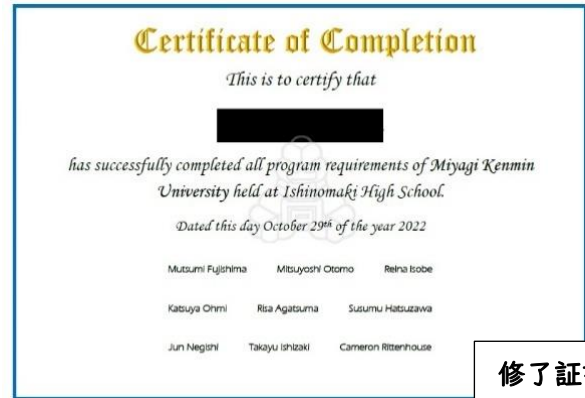 Certificate of Completion
This is to certify that
has successfully completed all program requirements of Miyagi Kenmin
University held at Ishinomaki High School.
Dated this day October 29th of the year 2022
Mutsumi Fujishima Mitsuyoshi Otomo Reina Isobe
Katsuya Ohmi Risa Agatsuma Susumu Hatsuzawa
Jun Negishi Takayu Ishizaki Cameron Rittenhouse
修了証